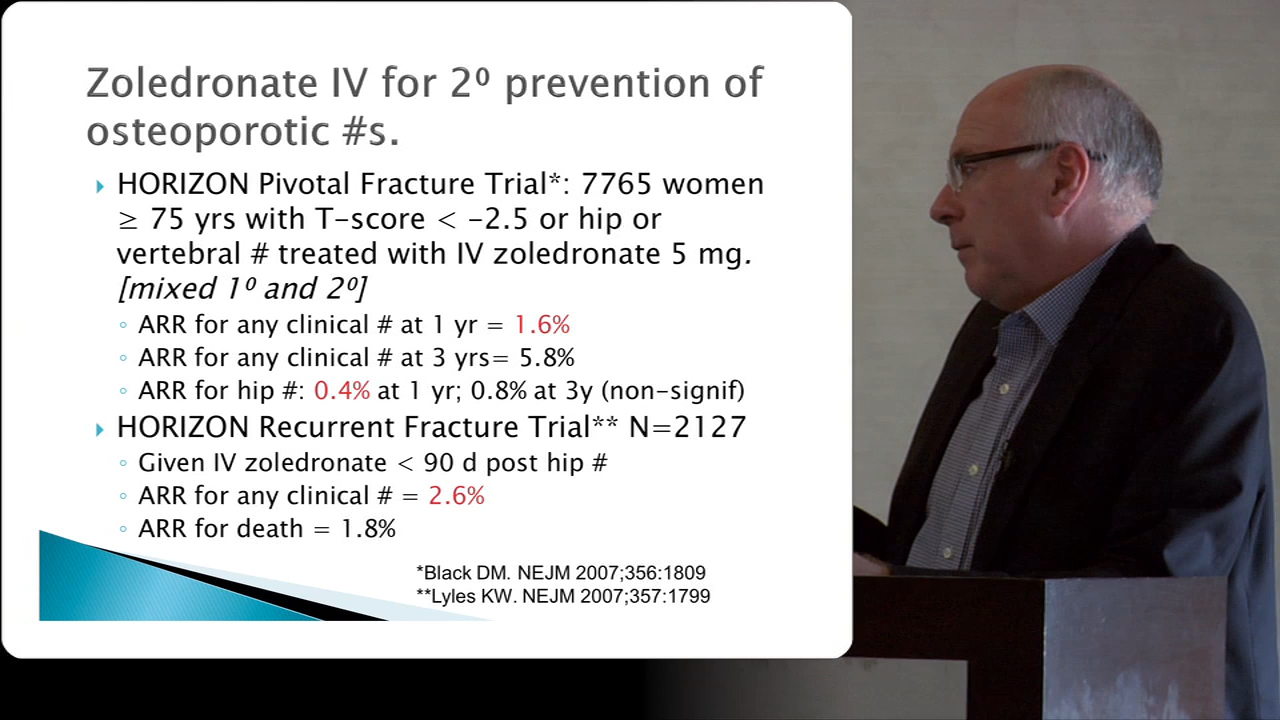 Zoledronate IV for 2⁰ prevention of
osteoporotic #s.
HORIZON Pivotal Fracture Trial*: 7765 women
≥ 75 yrs with T-score < -2.5 or hip or
vertebral # treated with IV zoledronate 5 mg.
[mixed 1⁰ and 2⁰]
ARR for any clinical # at 1 yr = 1.6%
ARR for any clinical # at 3 yrs= 5.8%
ARR for hip #: 0.4% at 1 yr; 0.8% at 3y (non-signif)
HORIZON Recurrent Fracture Trial** N=2127
Given IV zoledronate < 90 d post hip #
ARR for any clinical # = 2.6%
ARR for death = 1.8%
*Black DM. NEJM 2007;356:1809
**Lyles KW. NEJM 2007;357:1799